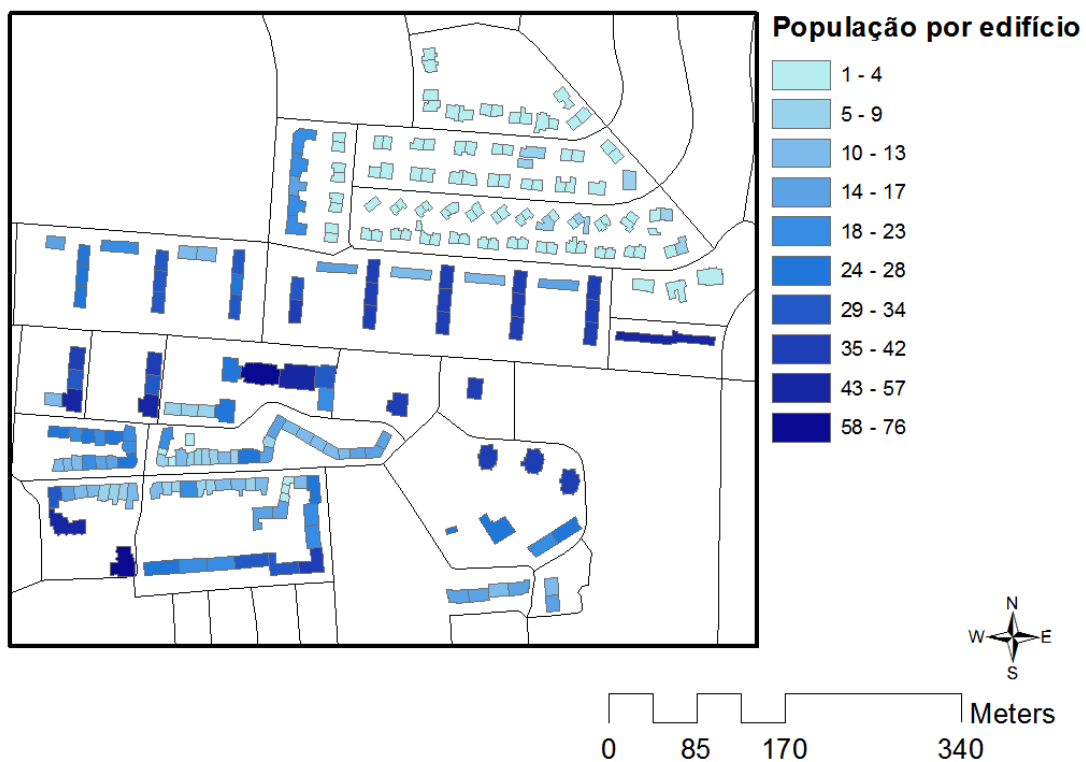 População por edifício
1 - 4
5 - 9
10 - 13
14 - 17
18 - 23
24 - 28
29 - 34
35 - 42
43 - 57
58 - 76
N
W E
S
Meters
0 85 170 340